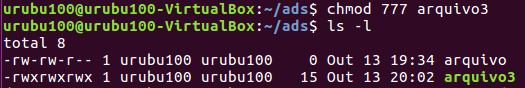 urubu100@urubu100-VirtualBox:~/ads$ chmod 777 arquivo3
urubu100@urubu100-VirtualBox:~/ads$ ls -l
total 8
-rw-rw-r-- 1 urubu100 urubu100  0 Out 13 19:34 arquivo
-rwxrwxrwx 1 urubu100 urubu100 15 Out 13 20:02 arquivo3